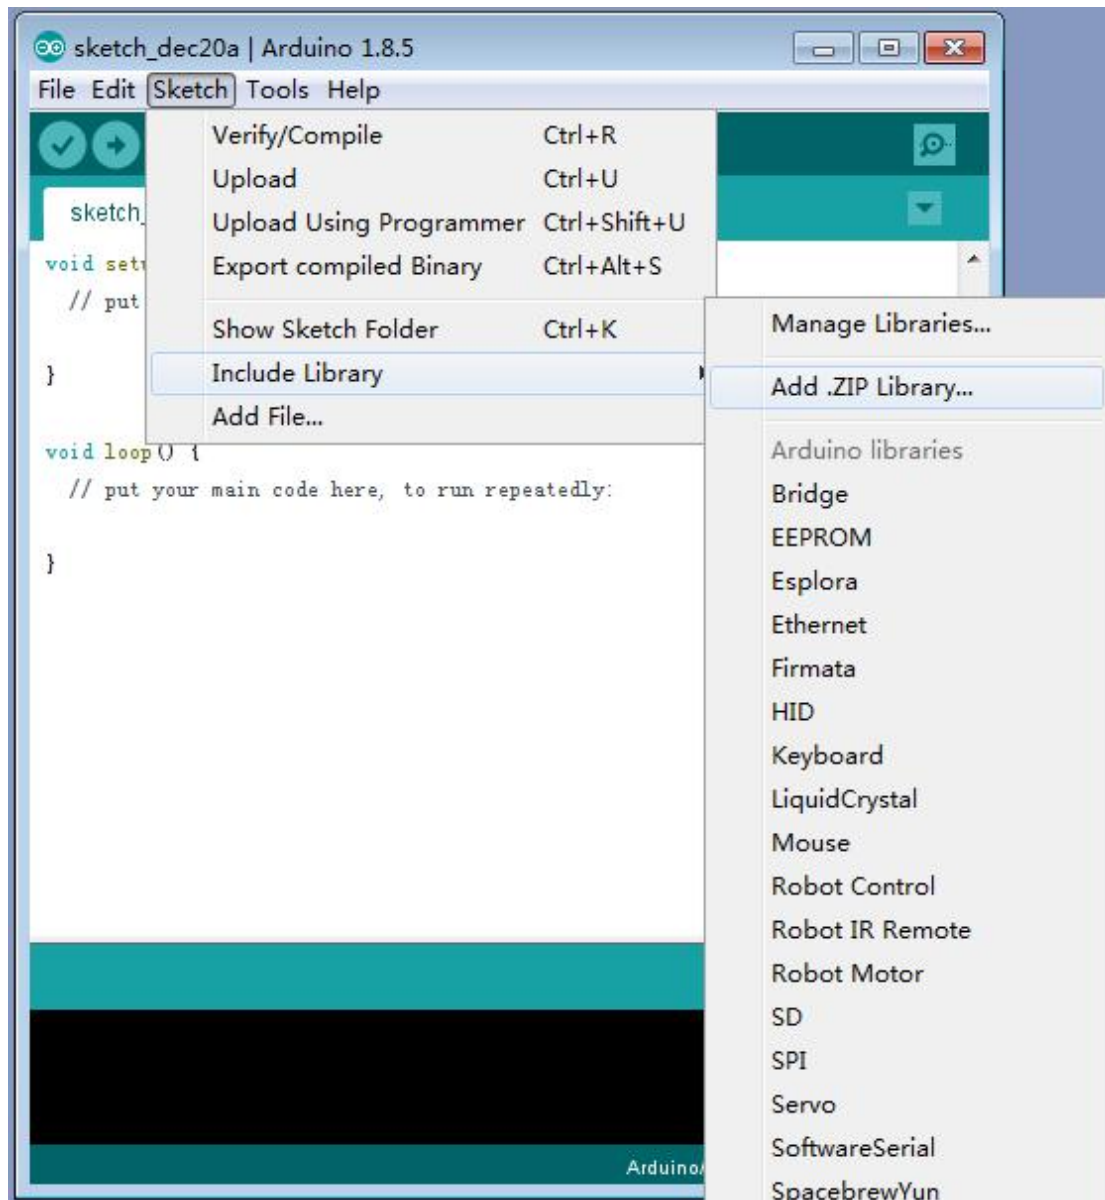 sketch_dec20a | Arduino 1.8.5
File Edit Sketch Tools Help
Verify/Compile Ctrl+R
Upload Ctrl+U
Upload Using Programmer Ctrl+Shift+U
Export compiled Binary Ctrl+Alt+S
Show Sketch Folder Ctrl+K
Include Library
Add File...
sketch_
void setu
// put
}
void loop() {
// put your main code here, to run repeatedly:
}
Manage Libraries...
Add .ZIP Library...
Arduino libraries
Bridge
EEPROM
Esplora
Ethernet
Firmata
HID
Keyboard
LiquidCrystal
Mouse
Robot Control
Robot IR Remote
Robot Motor
SD
SPI
Servo
SoftwareSerial
SpacebrewYun
Arduino/